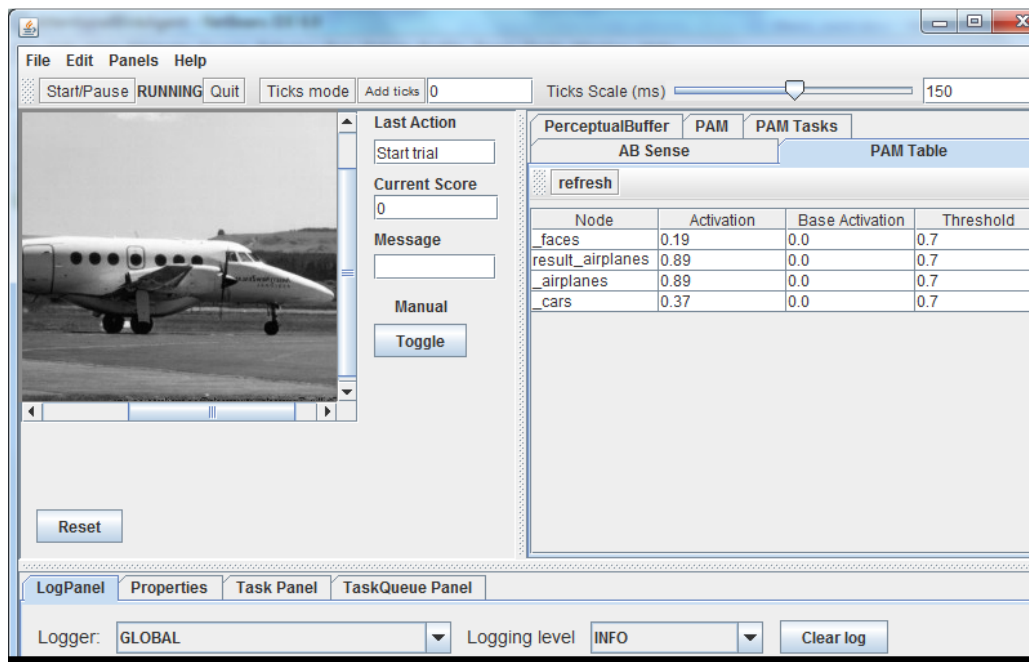 File Edit Panels Help
Start/Pause RUNNING Quit Ticks mode Add ticks 0 Ticks Scale (ms) 150
Last Action
Start trial
Current Score
0
Message
Manual
Toggle
Reset
PerceptualBuffer PAM PAM Tasks
AB Sense PAM Table
refresh
Node Activation Base Activation Threshold
_faces 0.19 0.0 0.7
result_airplanes 0.89 0.0 0.7
_airplanes 0.89 0.0 0.7
_cars 0.37 0.0 0.7
LogPanel Properties Task Panel TaskQueue Panel
Logger: GLOBAL Logging level INFO Clear log